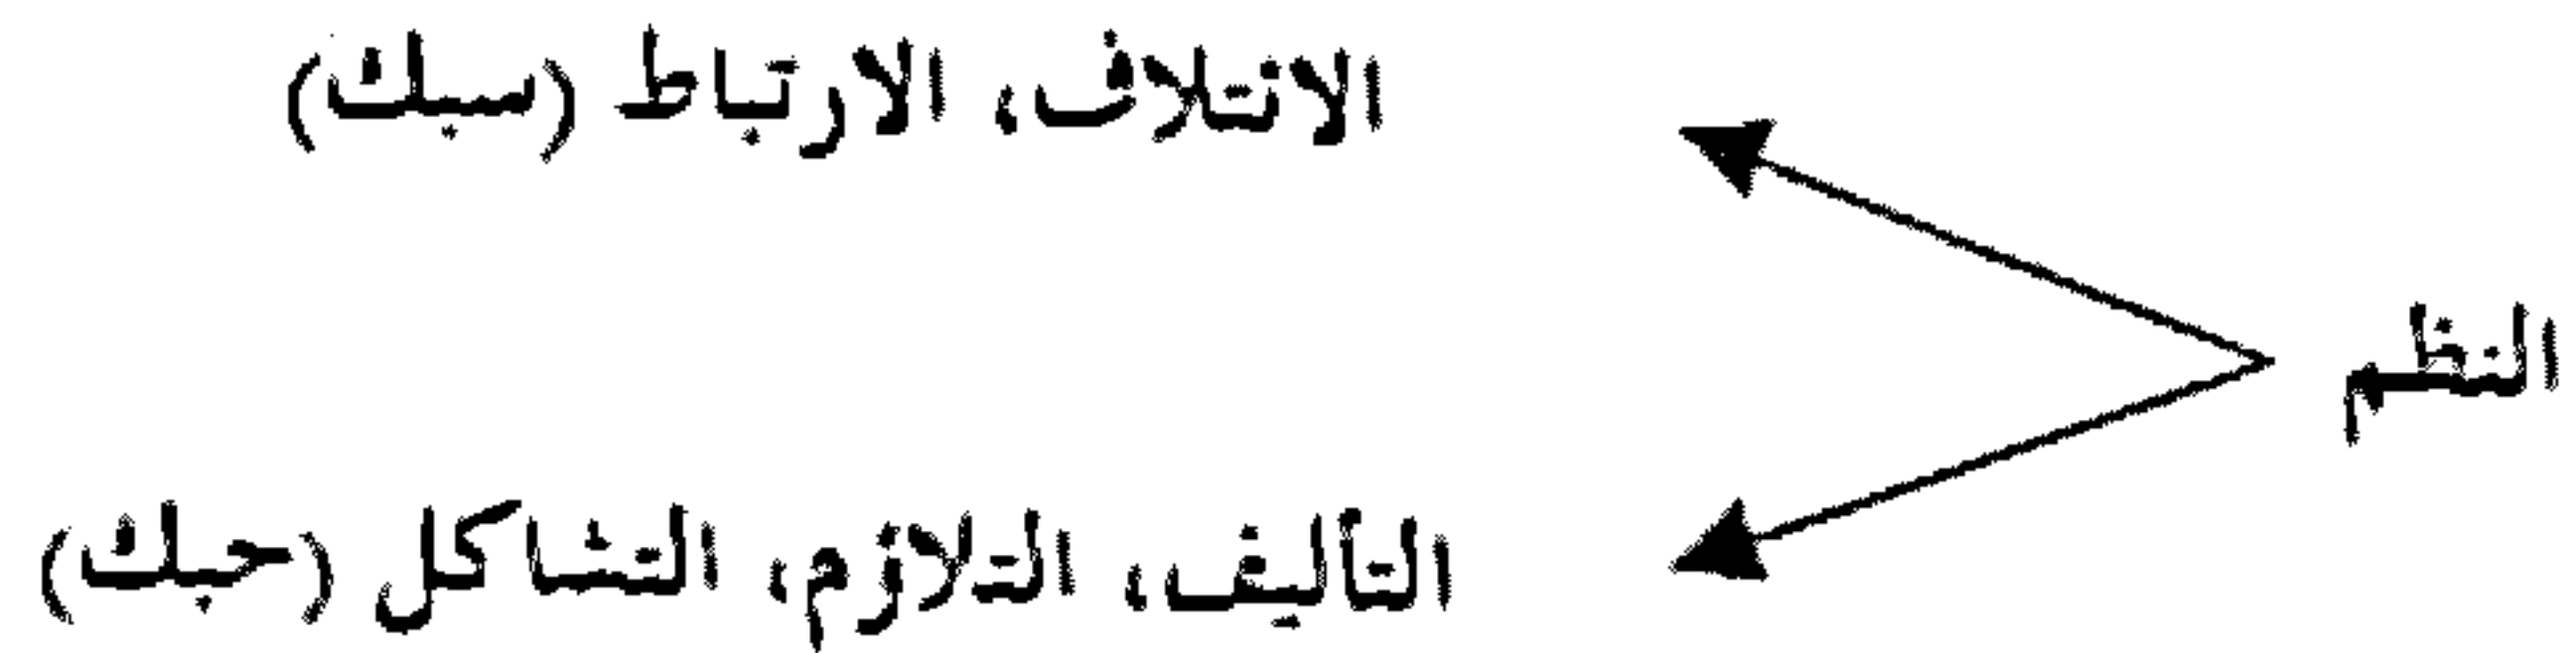 الائتلاف، الارتباط (سبك)
النظم
التأليف، التلازم، التشاكل (حبك)